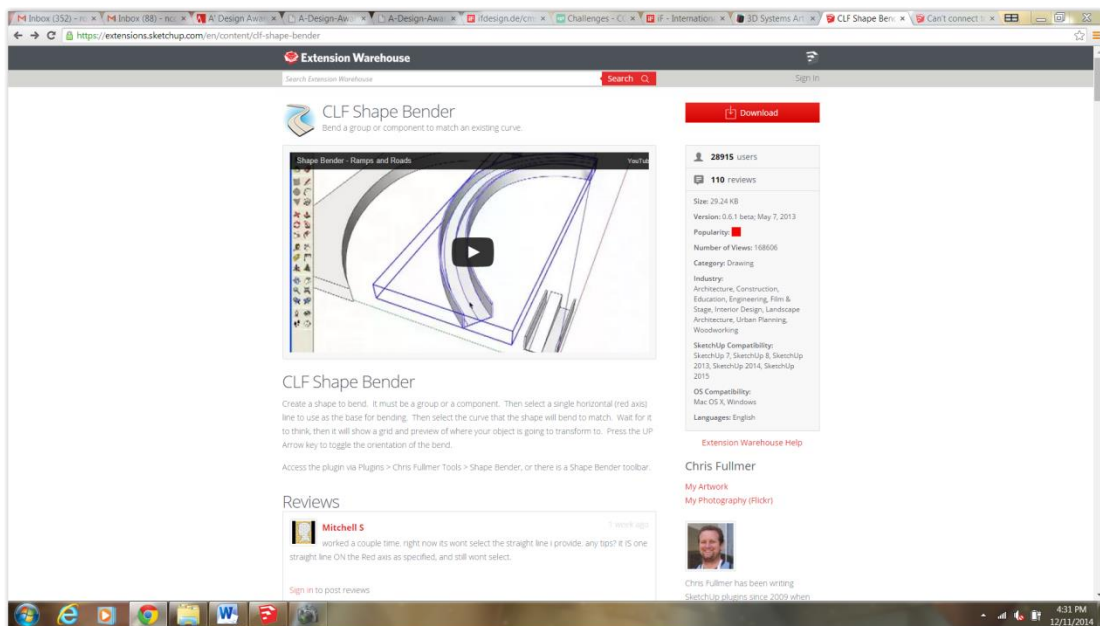 M Inbox (352) - ro
M Inbox (88) - no
A' Design Awa
A-Design-Aw
A-Design-Awa
ifdesign.de/cm
Challenges - (C
iF - Internationa
3D Systems Art
CLF Shape Benc
Can't connect t
https://extensions.sketchup.com/en/content/clf-shape-bender
Extension Warehouse
Search Extension Warehouse
Search
Sign In
CLF Shape Bender
Bend a group or component to match an existing curve.
Shape Bender - Ramps and Roads
YouTub
CLF Shape Bender
Create a shape to bend. It must be a group or a component. Then select a single horizontal (red axis)
line to use as the base for bending. Then select the curve that the shape will bend to match. Wait for it
to think, then it will show a grid and preview of where your object is going to transform to. Press the UP
Arrow key to toggle the orientation of the bend.
Access the plugin via Plugins > Chris Fullmer Tools > Shape Bender, or there is a Shape Bender toolbar.
Reviews
Mitchell S
1 week ago
worked a couple time. right now its wont select the straight line i provide. any tips? it IS one
straight line ON the Red axis as specified, and still wont select.
Sign in to post reviews
Download
28915 users
110 reviews
Size: 29.24 KB
Version: 0.6.1 beta; May 7, 2013
Popularity:
Number of Views: 168606
Category: Drawing
Industry:
Architecture, Construction,
Education, Engineering, Film &
Stage, Interior Design, Landscape
Architecture, Urban Planning,
Woodworking
SketchUp Compatibility:
SketchUp 7, SketchUp 8, SketchUp
2013, SketchUp 2014, SketchUp
2015
OS Compatibility:
Mac OS X, Windows
Languages: English
Extension Warehouse Help
Chris Fullmer
My Artwork
My Photography (Flickr)
Chris Fullmer has been writing
SketchUp plugins since 2009 when
4:31 PM
12/11/2014